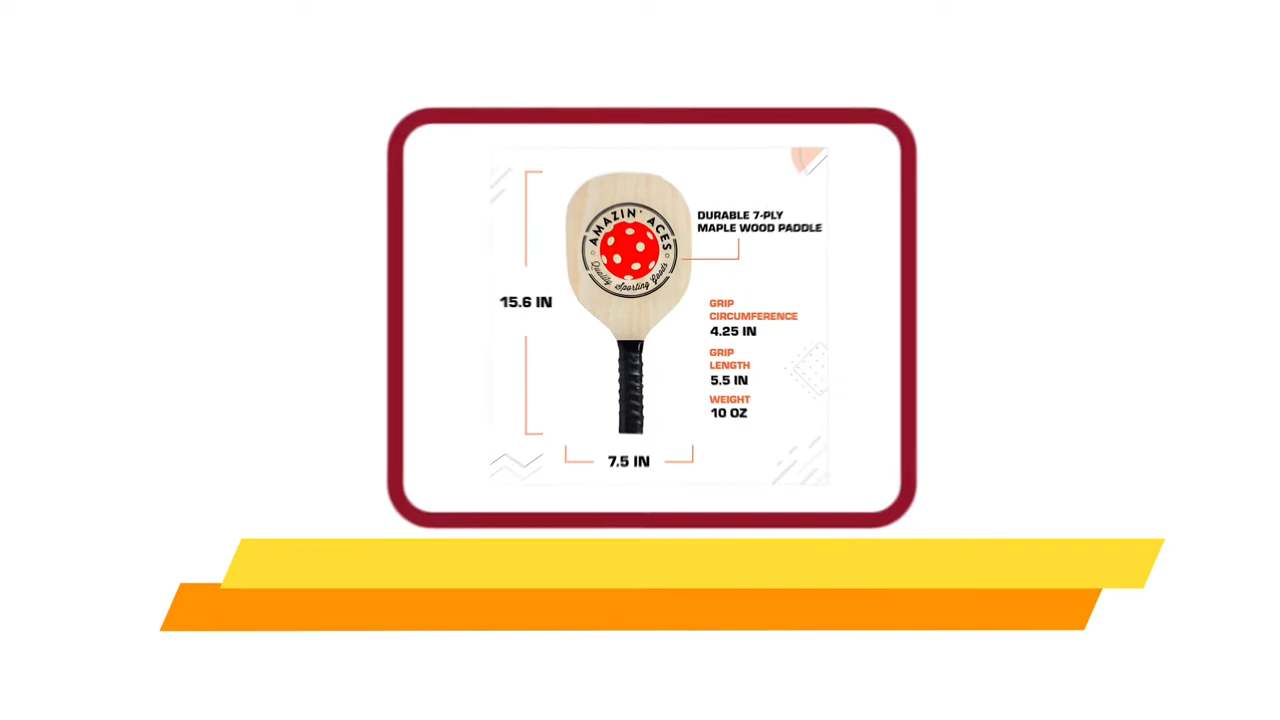 AMAZIN' ACES
Quality Sporting Goods
DURABLE 7-PLY
MAPLE WOOD PADDLE
15.6 IN
GRIP
CIRCUMFERENCE
4.25 IN
GRIP
LENGTH
5.5 IN
WEIGHT
10 OZ
7.5 IN